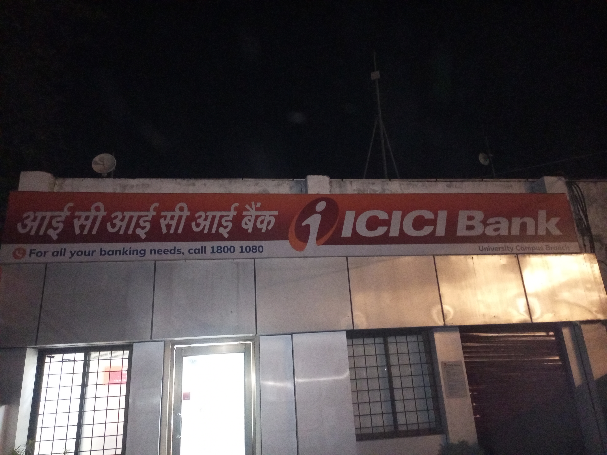 आई सी आई सी आई बैंक ICICI Bank
For all your banking needs, call 1800 1080
University Campus Branch